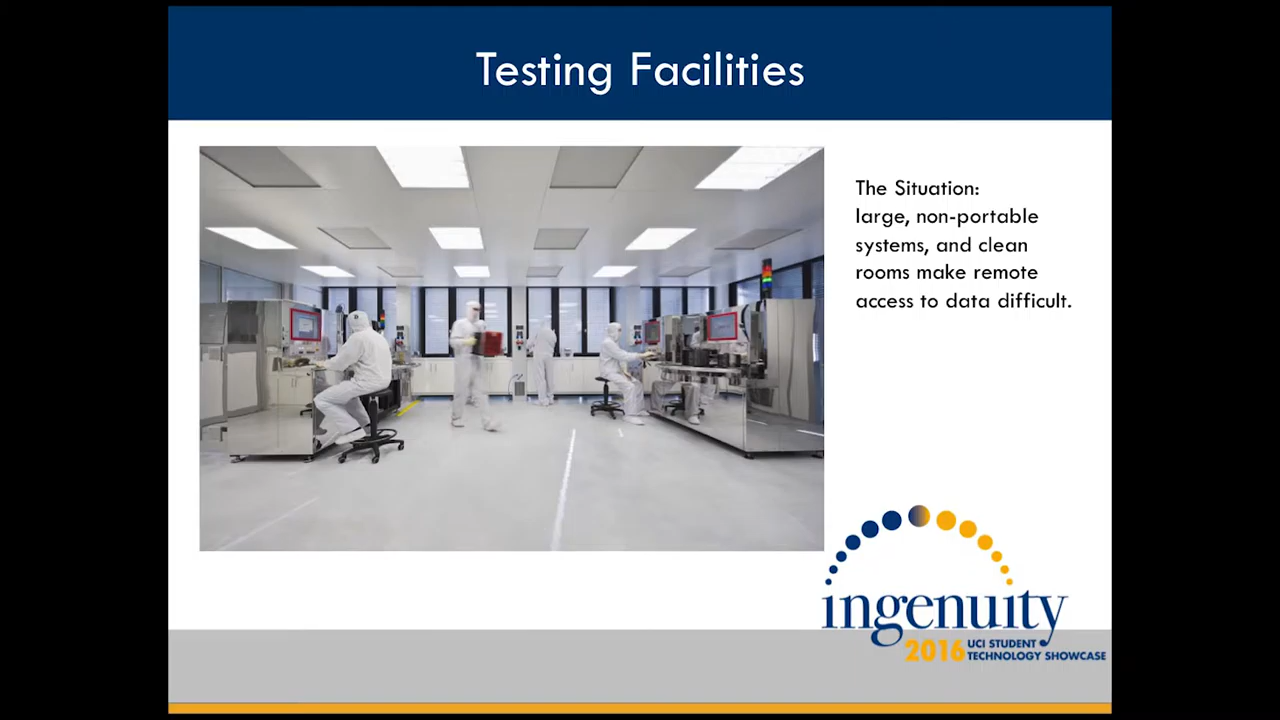 Testing Facilities
The Situation:
large, non-portable
systems, and clean
rooms make remote
access to data difficult.
ingenuity
2016 UCI STUDENT
TECHNOLOGY SHOWCASE